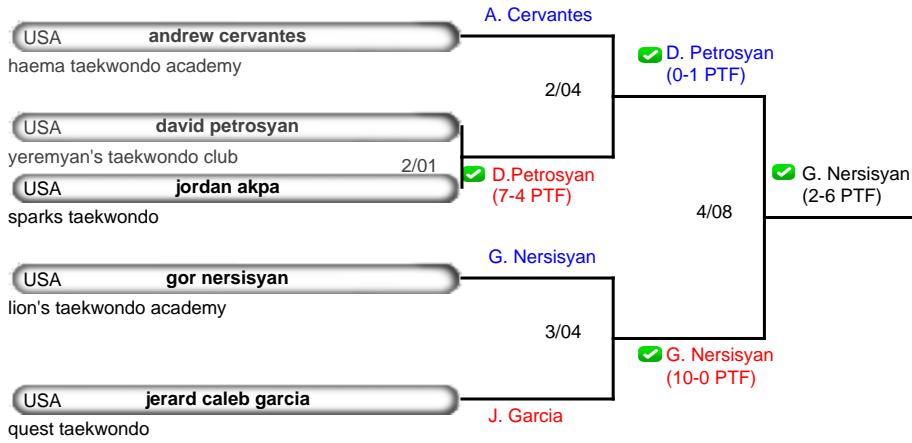 A. Cervantes
USA andrew cervantes
haema taekwondo academy
D. Petrosyan
(0-1 PTF)
2/04
USA david petrosyan
yeremyan's taekwondo club
2/01
D.Petrosyan
(7-4 PTF)
USA jordan akpa
sparks taekwondo
G. Nersisyan
(2-6 PTF)
4/08
G. Nersisyan
USA gor nersisyan
lion's taekwondo academy
3/04
G. Nersisyan
(10-0 PTF)
USA jerard caleb garcia
J. Garcia
quest taekwondo